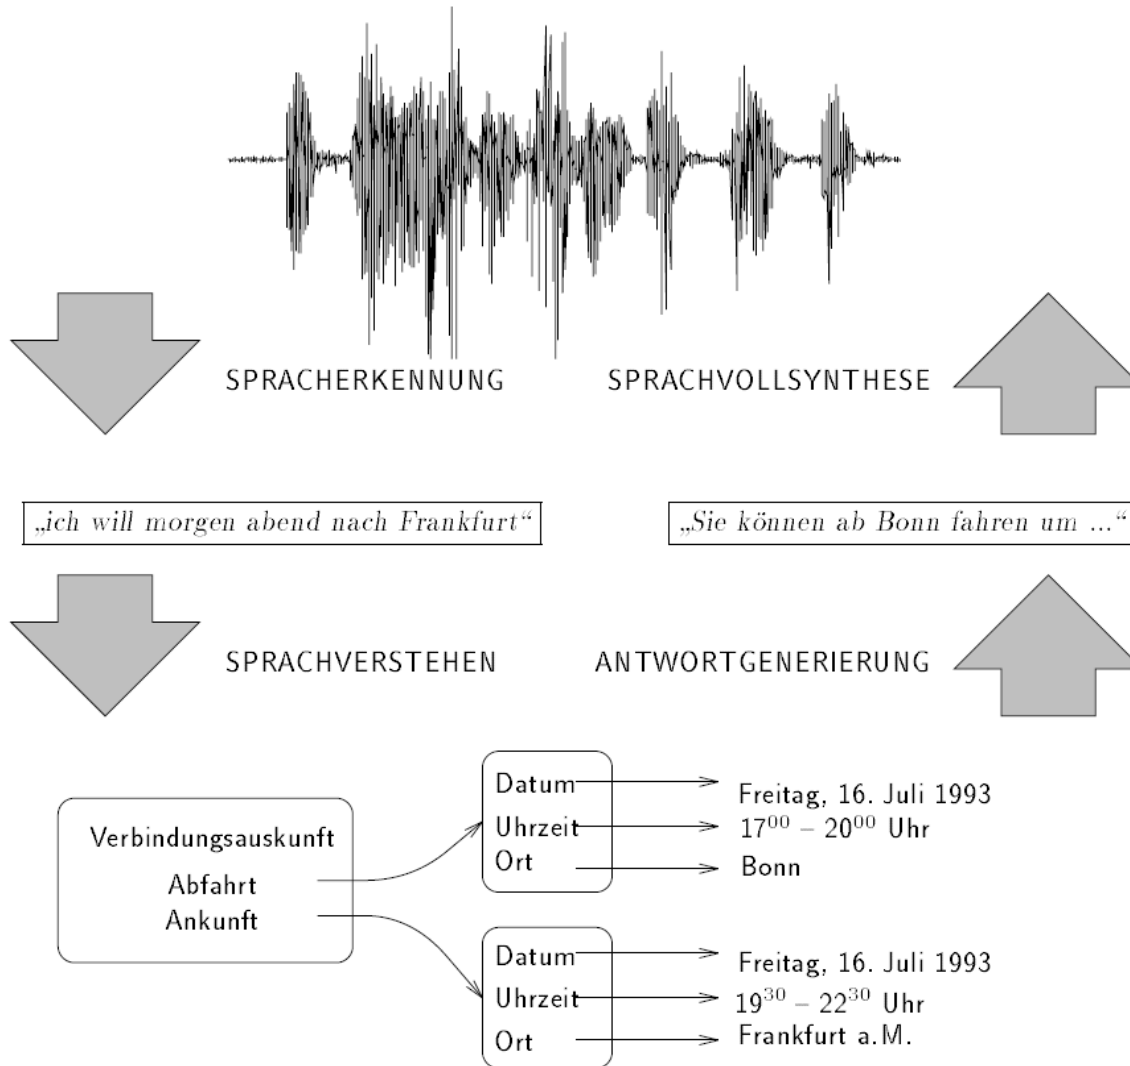 SPRACHERKENNUNG
SPRACHVOLLSYNTHESE
„ich will morgen abend nach Frankfurt“
„Sie können ab Bonn fahren um ...“
SPRACHVERSTEHEN
ANTWORTGENERIERUNG
Verbindungsauskunft
Abfahrt
Ankunft
Datum
Freitag, 16. Juli 1993
Uhrzeit
17⁰⁰ – 20⁰⁰ Uhr
Ort
Bonn
Datum
Freitag, 16. Juli 1993
Uhrzeit
19³⁰ – 22³⁰ Uhr
Ort
Frankfurt a.M.